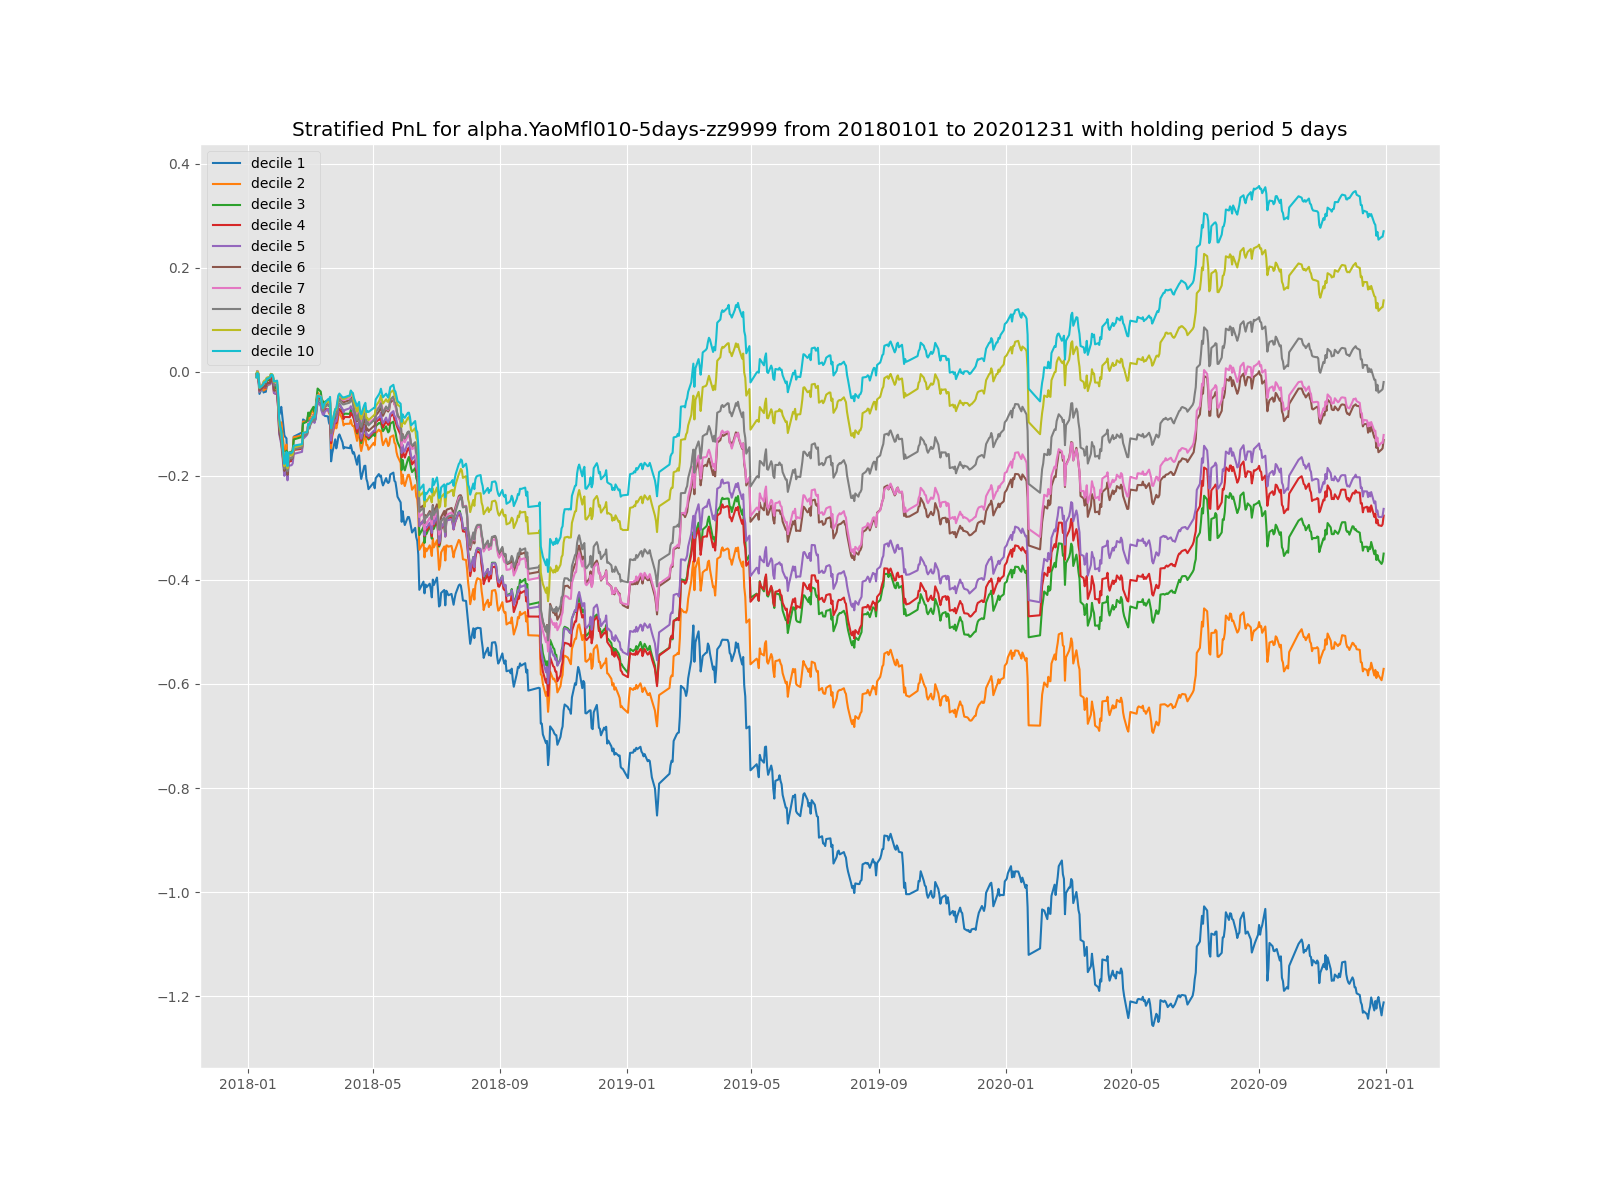 Stratified PnL for alpha.YaoMfl010-5days-zz9999 from 20180101 to 20201231 with holding period 5 days
decile 1
decile 2
decile 3
decile 4
decile 5
decile 6
decile 7
decile 8
decile 9
decile 10
0.4
0.2
0.0
−0.2
−0.4
−0.6
−0.8
−1.0
−1.2
2018-01 2018-05 2018-09 2019-01 2019-05 2019-09 2020-01 2020-05 2020-09 2021-01